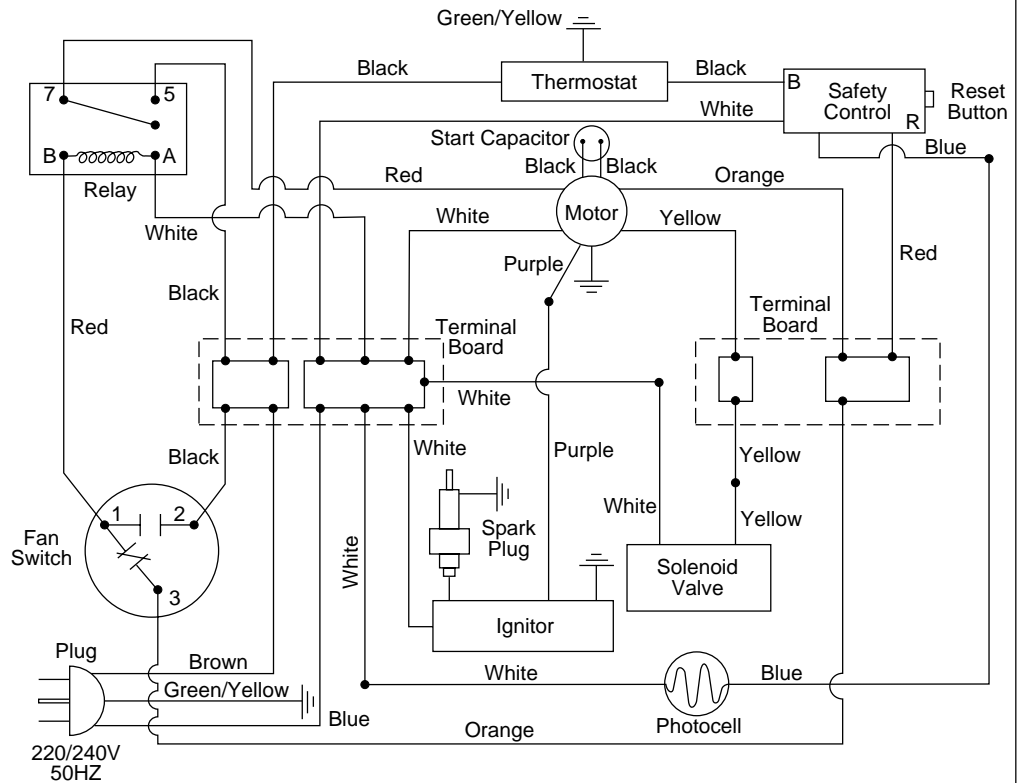 Green/Yellow
Black
Thermostat
Black
B
Safety
Control
R
Reset
Button
7
5
B
A
Relay
White
Start Capacitor
Black
Black
Blue
Red
Orange
White
Motor
Yellow
White
Purple
Red
Black
Red
Terminal
Board
Terminal
Board
White
Black
White
Purple
Yellow
Fan
Switch
1
2
3
Spark
Plug
White
Yellow
White
Solenoid
Valve
Ignitor
Plug
Brown
Green/Yellow
Blue
White
Blue
Photocell
Orange
220/240V
50HZ